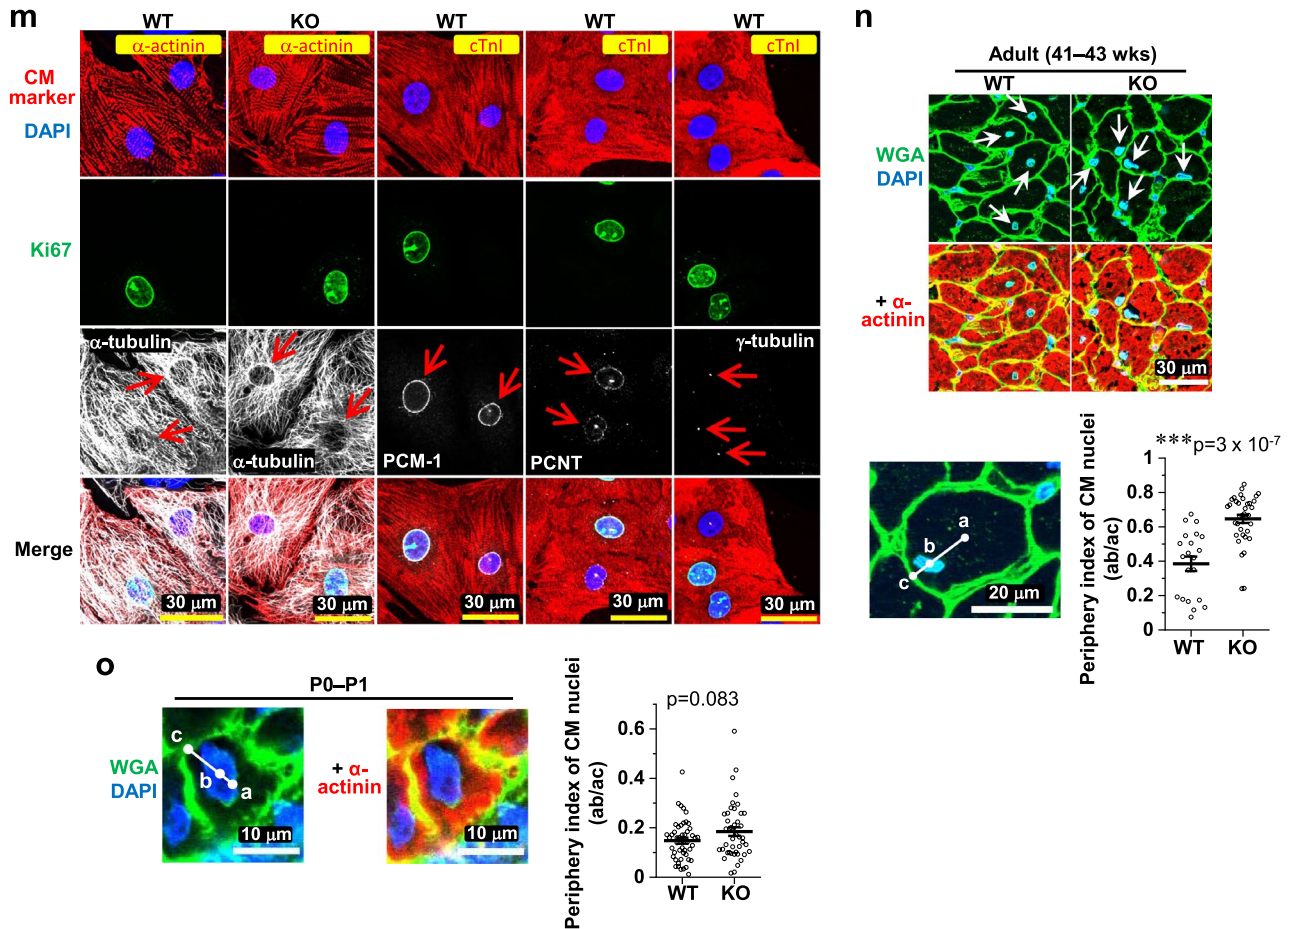 m
WT
KO
WT
WT
WT
α-actinin
α-actinin
cTnI
cTnI
cTnI
CM
marker
DAPI
Ki67
α-tubulin
α-tubulin
PCM-1
PCNT
γ-tubulin
Merge
30 μm
30 μm
30 μm
30 μm
30 μm
n
Adult (41–43 wks)
WT
KO
WGA
DAPI
+ α-
actinin
30 μm
a
b
c
20 μm
Periphery index of CM nuclei
(ab/ac)
***p=3 x 10-7
1
0.8
0.6
0.4
0.2
0
WT
KO
o
P0–P1
WGA
DAPI
c
b
a
10 μm
+ α-
actinin
10 μm
Periphery index of CM nuclei
(ab/ac)
p=0.083
0.6
0.4
0.2
0
WT
KO